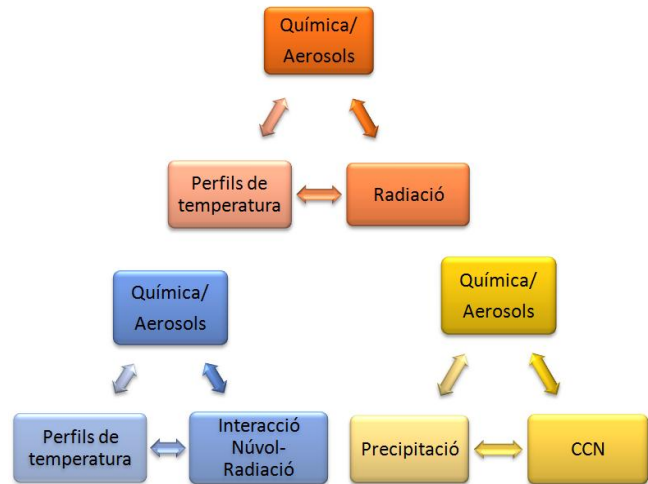 Química/
Aerosols
Perfils de
temperatura
Radiació
Química/
Aerosols
Perfils de
temperatura
Interacció
Núvol-
Radiació
Química/
Aerosols
Precipitació
CCN